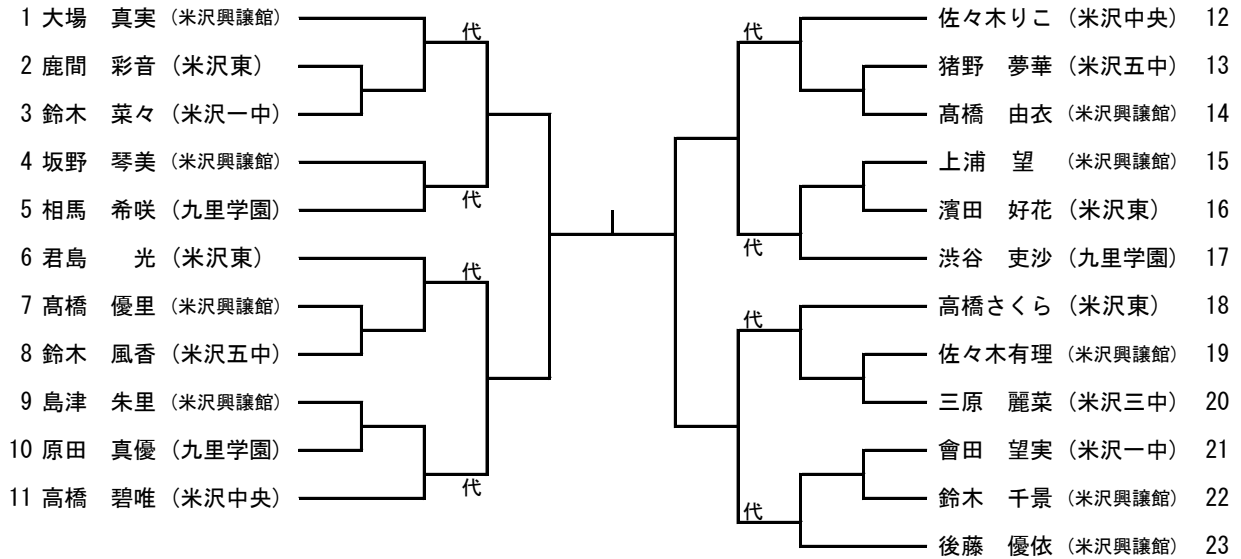 1 大場　真実（米沢興譲館）
2 鹿間　彩音（米沢東）
3 鈴木　菜々（米沢一中）
4 坂野　琴美（米沢興譲館）
5 相馬　希咲（九里学園）
6 君島　　光（米沢東）
7 髙橋　優里（米沢興譲館）
8 鈴木　風香（米沢五中）
9 島津　朱里（米沢興譲館）
10 原田　真優（九里学園）
11 高橋　碧唯（米沢中央）
代
代
代
代
代
代
代
代
佐々木りこ（米沢中央） 12
猪野　夢華（米沢五中） 13
髙橋　由衣（米沢興譲館） 14
上浦　望　（米沢興譲館） 15
濱田　好花（米沢東） 16
渋谷　吏沙（九里学園） 17
高橋さくら（米沢東） 18
佐々木有理（米沢興譲館） 19
三原　麗菜（米沢三中） 20
會田　望実（米沢一中） 21
鈴木　千景（米沢興譲館） 22
後藤　優依（米沢興譲館） 23